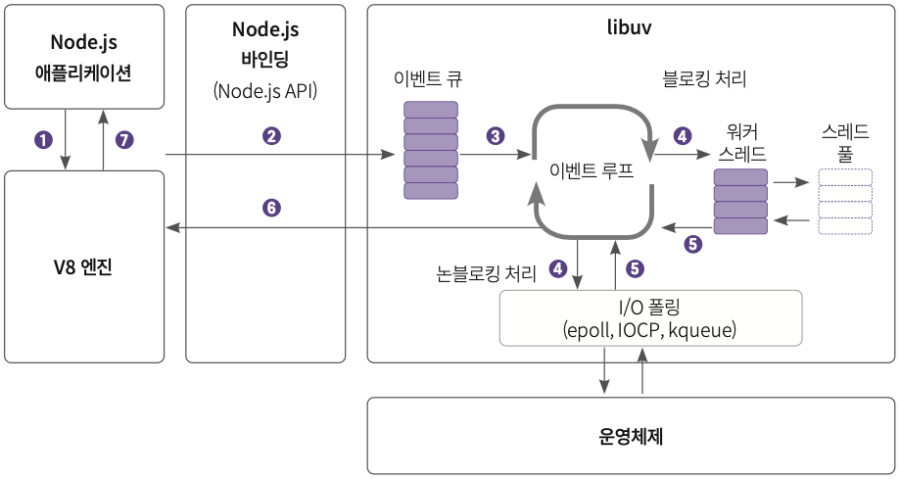 Node.js
애플리케이션
Node.js
바인딩
(Node.js API)
libuv
이벤트 큐
블로킹 처리
1
7
2
3
4
워커
스레드
스레드
풀
이벤트 루프
6
5
V8 엔진
논블로킹 처리
4
5
I/O 폴링
(epoll, IOCP, kqueue)
운영체제